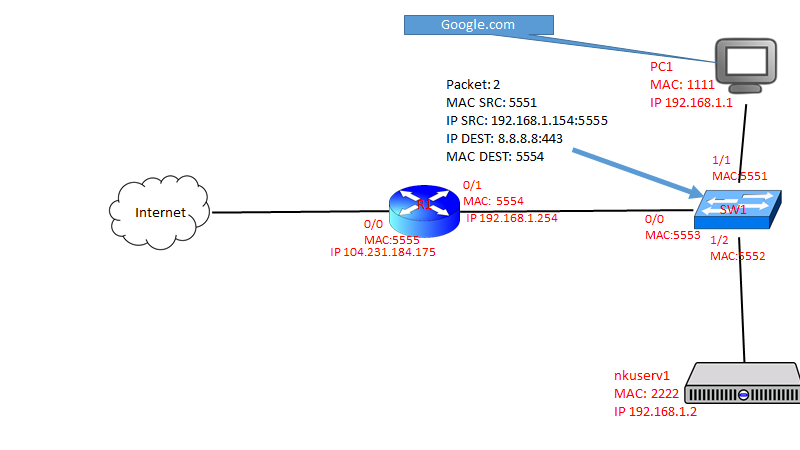 Google.com
PC1
MAC: 1111
IP 192.168.1.1
Packet: 2
MAC SRC: 5551
IP SRC: 192.168.1.154:5555
IP DEST: 8.8.8.8:443
MAC DEST: 5554
1/1
MAC:5551
0/1
MAC: 5554
IP 192.168.1.254
Internet
R1
SW1
0/0
MAC:5555
IP 104.231.184.175
0/0
MAC:5553
1/2
MAC:5552
nkuserv1
MAC: 2222
IP 192.168.1.2